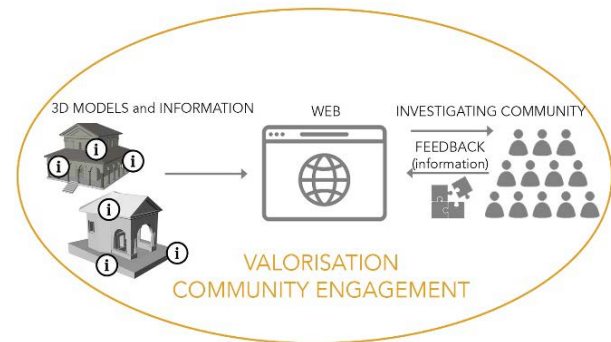 3D MODELS and INFORMATION
WEB
INVESTIGATING COMMUNITY
FEEDBACK
(information)
i
i
i
i
i
i
VALORISATION
COMMUNITY ENGAGEMENT